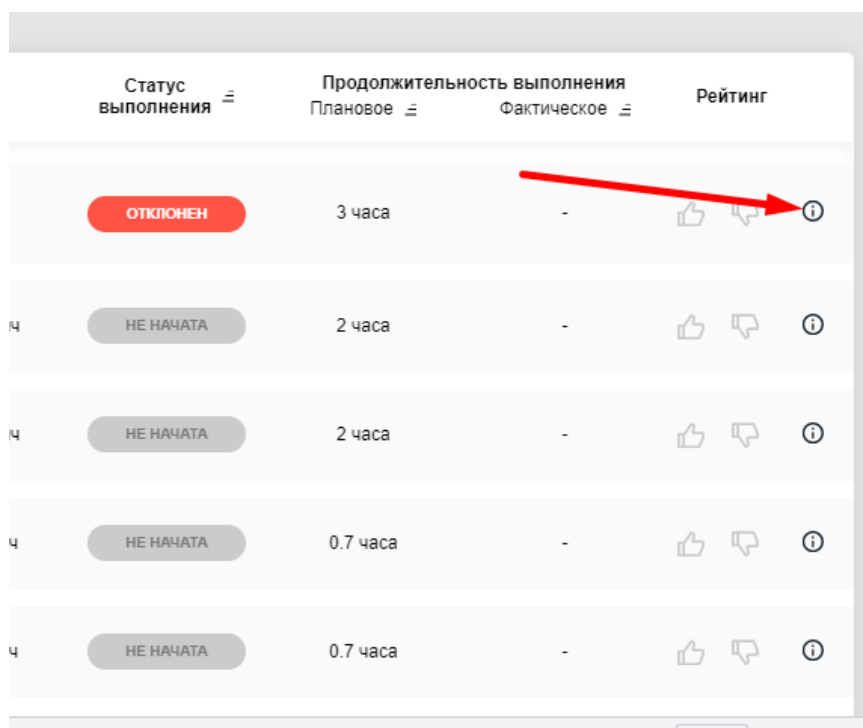 Статус
выполнения
Продолжительность выполнения
Плановое
Фактическое
Рейтинг
ОТКЛОНЕН
3 часа
-
ч
НЕ НАЧАТА
2 часа
-
ч
НЕ НАЧАТА
2 часа
-
ч
НЕ НАЧАТА
0.7 часа
-
ч
НЕ НАЧАТА
0.7 часа
-